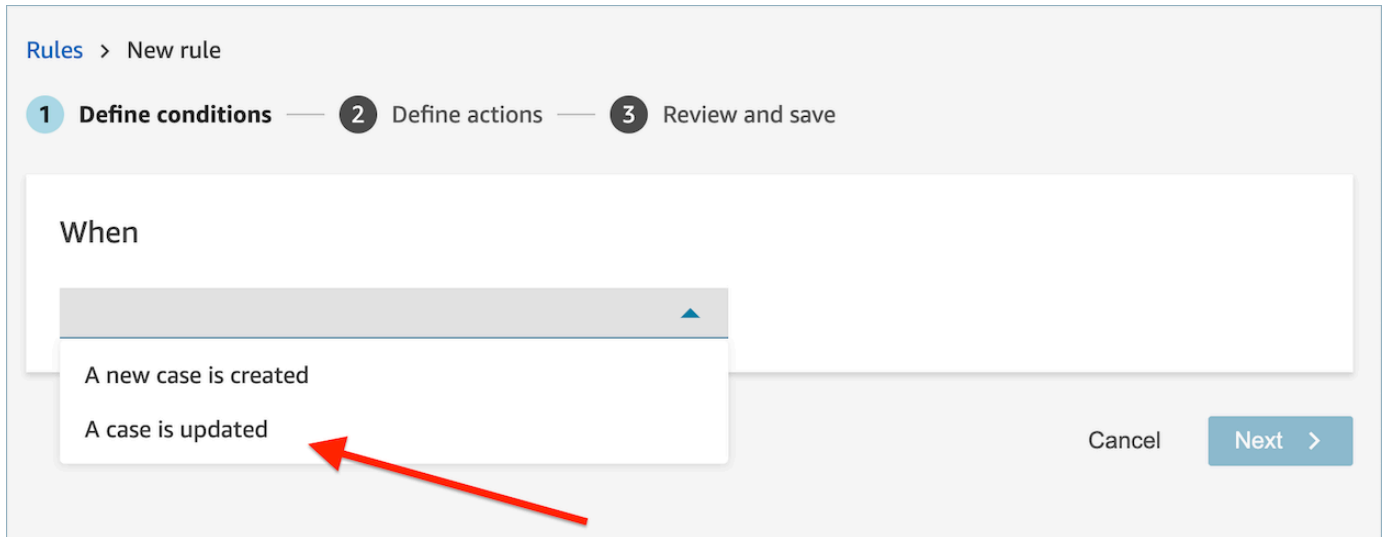 Rules > New rule
1 Define conditions 2 Define actions 3 Review and save
When
A new case is created
A case is updated
Cancel Next >